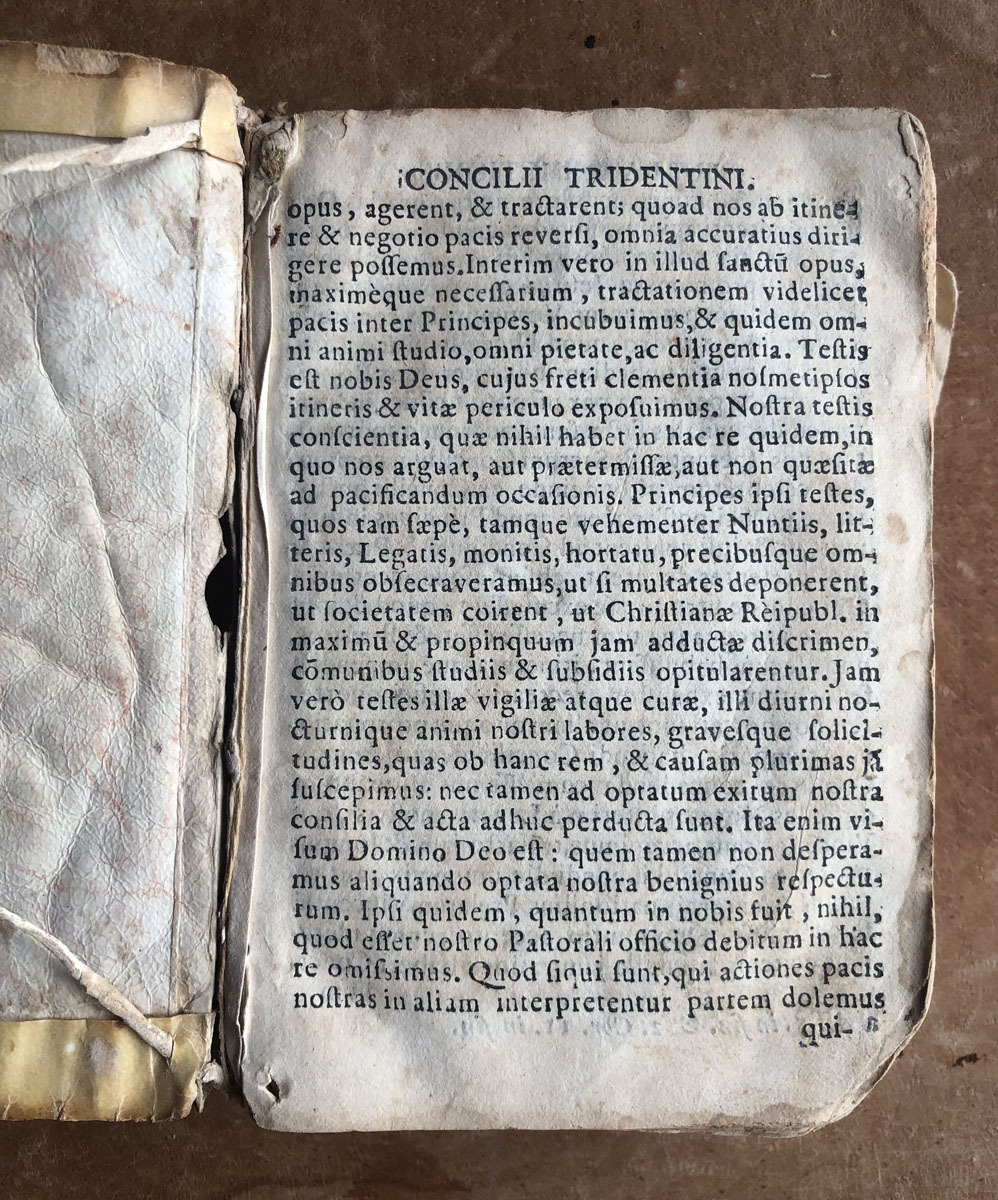 CONCILII TRIDENTINI.
opus, agerent, & tractarent; quoad nos ab itine-
re & negotio pacis reverſi, omnia accuratius diri-
gere poſſemus. Interim vero in illud ſanctū opus,
maximèque neceſſarium, tractationem videlicet
pacis inter Principes, incubuimus, & quidem om-
ni animi ſtudio, omni pietate, ac diligentia. Teſtis
eſt nobis Deus, cujus freti clementia noſmetipſos
itineris & vitæ periculo expoſuimus. Noſtra teſtis
conſcientia, quæ nihil habet in hac re quidem, in
quo nos arguat, aut prætermiſſæ, aut non quæſitæ
ad pacificandum occaſionis. Principes ipſi teſtes,
quos tam ſæpè, tamque vehementer Nuntiis, lit-
teris, Legatis, monitis, hortatu, precibuſque om-
nibus obſecraveramus, ut ſi multates deponerent,
ut ſocietatem coirent, ut Chriſtianæ Rèipubl. in
maximū & propinquum jam adductæ diſcrimen,
cōmunibus ſtudiis & ſubſidiis opitularentur. Jam
verò teſtes illæ vigiliæ atque curæ, illi diurni no-
cturnique animi noſtri labores, graveſque ſolici-
tudines, quas ob hanc rem, & cauſam plurimas jā
ſuſcepimus: nec tamen ad optatum exitum noſtra
conſilia & acta adhuc perducta ſunt. Ita enim vi-
ſum Domino Deo eſt: quem tamen non deſpera-
mus aliquando optata noſtra benignius reſpectu-
rum. Ipſi quidem, quantum in nobis fuit, nihil,
quod eſſet noſtro Paſtorali officio debitum in hac
re omiſsimus. Quod ſiqui ſunt, qui actiones pacis
noſtras in aliam interpretentur partem dolemus
qui-